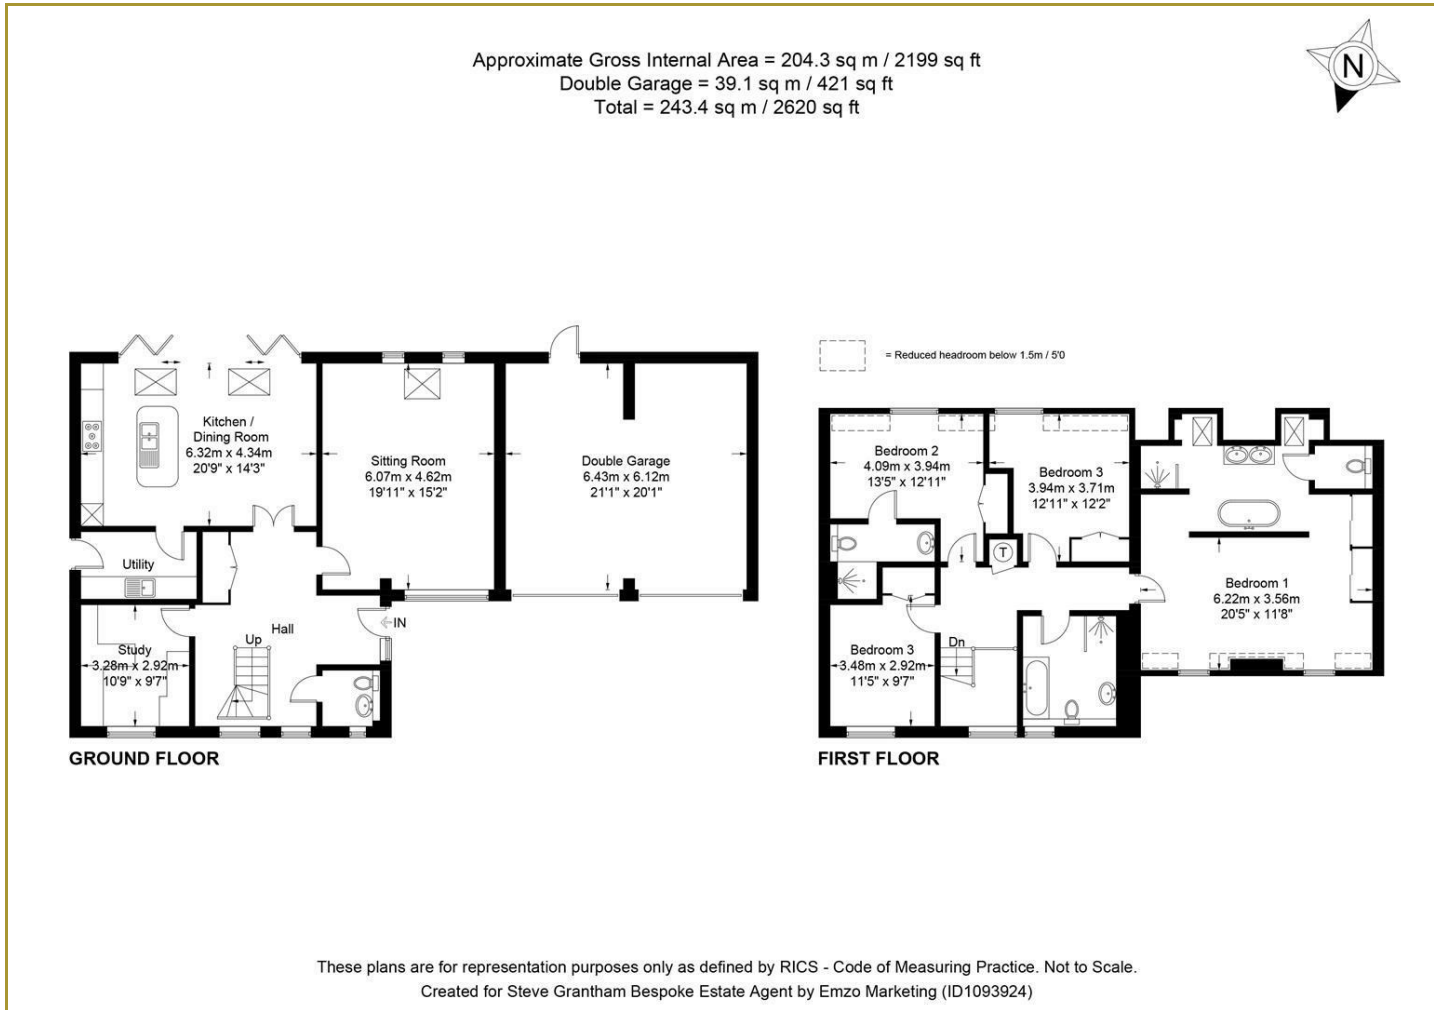 Approximate Gross Internal Area = 204.3 sq m / 2199 sq ft
Double Garage = 39.1 sq m / 421 sq ft
Total = 243.4 sq m / 2620 sq ft
N
= Reduced headroom below 1.5m / 5'0
Kitchen /
Dining Room
6.32m x 4.34m
20'9" x 14'3"
Sitting Room
6.07m x 4.62m
19'11" x 15'2"
Double Garage
6.43m x 6.12m
21'1" x 20'1"
Utility
Study
3.28m x 2.92m
10'9" x 9'7"
Up
Hall
IN
GROUND FLOOR
Bedroom 2
4.09m x 3.94m
13'5" x 12'11"
Bedroom 3
3.94m x 3.71m
12'11" x 12'2"
T
Bedroom 1
6.22m x 3.56m
20'5" x 11'8"
Bedroom 3
3.48m x 2.92m
11'5" x 9'7"
Dn
FIRST FLOOR
These plans are for representation purposes only as defined by RICS - Code of Measuring Practice. Not to Scale.
Created for Steve Grantham Bespoke Estate Agent by Emzo Marketing (ID1093924)